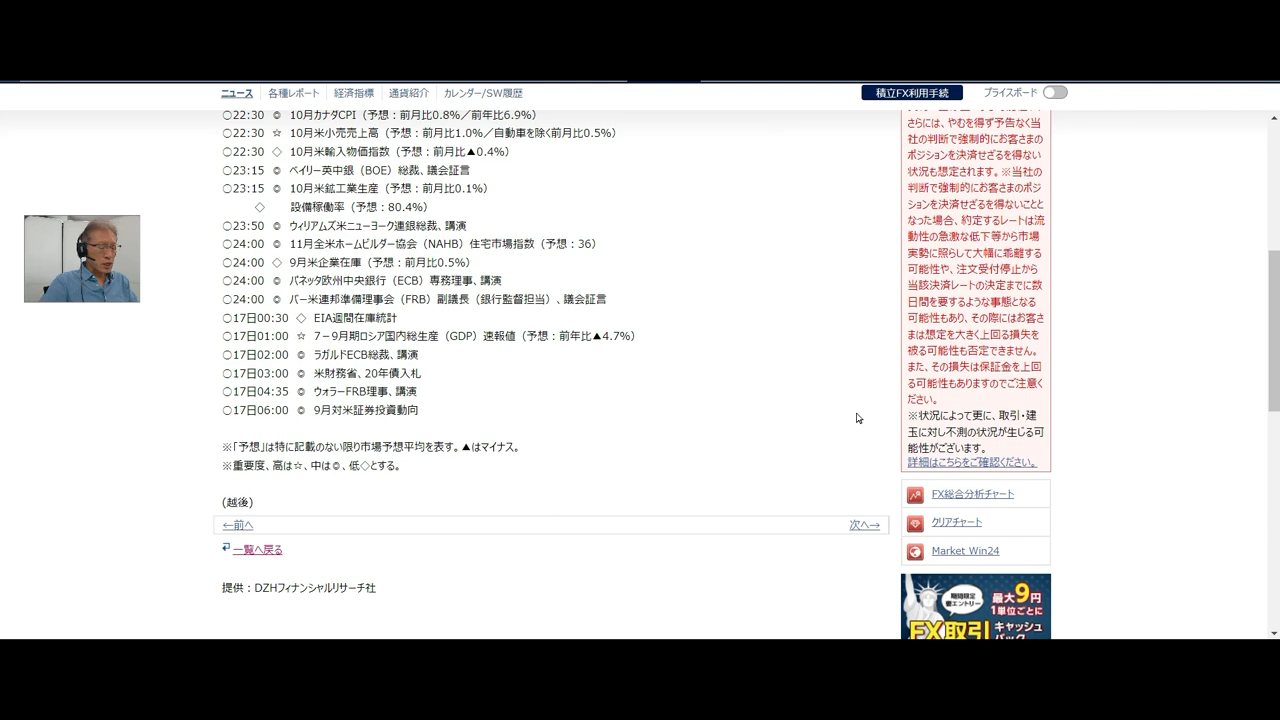 ニュース
各種レポート
経済指標
通貨紹介
カレンダー/SW履歴
積立FX利用手続
プライスボード
○22:30 ◎ 10月カナダCPI（予想：前月比0.8%／前年比6.9%）
○22:30 ☆ 10月米小売売上高（予想：前月比1.0%／自動車を除く前月比0.5%）
○22:30 ◇ 10月米輸入物価指数（予想：前月比▲0.4%）
○23:15 ◎ ベイリー英中銀（BOE）総裁、議会証言
○23:15 ◎ 10月米鉱工業生産（予想：前月比0.1%）
◇ 設備稼働率（予想：80.4%）
○23:50 ◎ ウィリアムズ米ニューヨーク連銀総裁、講演
○24:00 ◎ 11月全米ホームビルダー協会（NAHB）住宅市場指数（予想：36）
○24:00 ◇ 9月米企業在庫（予想：前月比0.5%）
○24:00 ◎ パネッタ欧州中央銀行（ECB）専務理事、講演
○24:00 ◎ バー米連邦準備理事会（FRB）副議長（銀行監督担当）、議会証言
○17日00:30 ◇ EIA週間在庫統計
○17日01:00 ☆ 7－9月期ロシア国内総生産（GDP）速報値（予想：前年比▲4.7%）
○17日02:00 ◎ ラガルドECB総裁、講演
○17日03:00 ◎ 米財務省、20年債入札
○17日04:35 ◎ ウォラーFRB理事、講演
○17日06:00 ◎ 9月対米証券投資動向
※「予想」は特に記載のない限り市場予想平均を表す。▲はマイナス。
※重要度、高は☆、中は◎、低◇とする。
(越後)
←前へ
次へ→
一覧へ戻る
提供：DZHフィナンシャルリサーチ社
さらには、やむを得ず予告なく当
社の判断で強制的にお客さまの
ポジションを決済せざるを得ない
状況も想定されます。※当社の
判断で強制的にお客さまのポジ
ションを決済せざるを得ないことと
なった場合、約定するレートは流
動性の急激な低下等から市場
実勢に照らして大幅に乖離する
可能性や、注文受付停止から
当該決済レートの決定までに数
日間を要するような事態となる
可能性もあり、その際にはお客さ
まは想定を大きく上回る損失を
被る可能性も否定できません。
また、その損失は保証金を上回
る可能性もありますのでご注意く
ださい。
※状況によって更に、取引・建
玉に対し不測の状況が生じる可
能性がございます。
詳細はこちらをご確認ください。
FX総合分析チャート
クリアチャート
Market Win24
期間限定
要エントリー
最大9円
1単位ごとに
FX取引
キャッシュ
バック